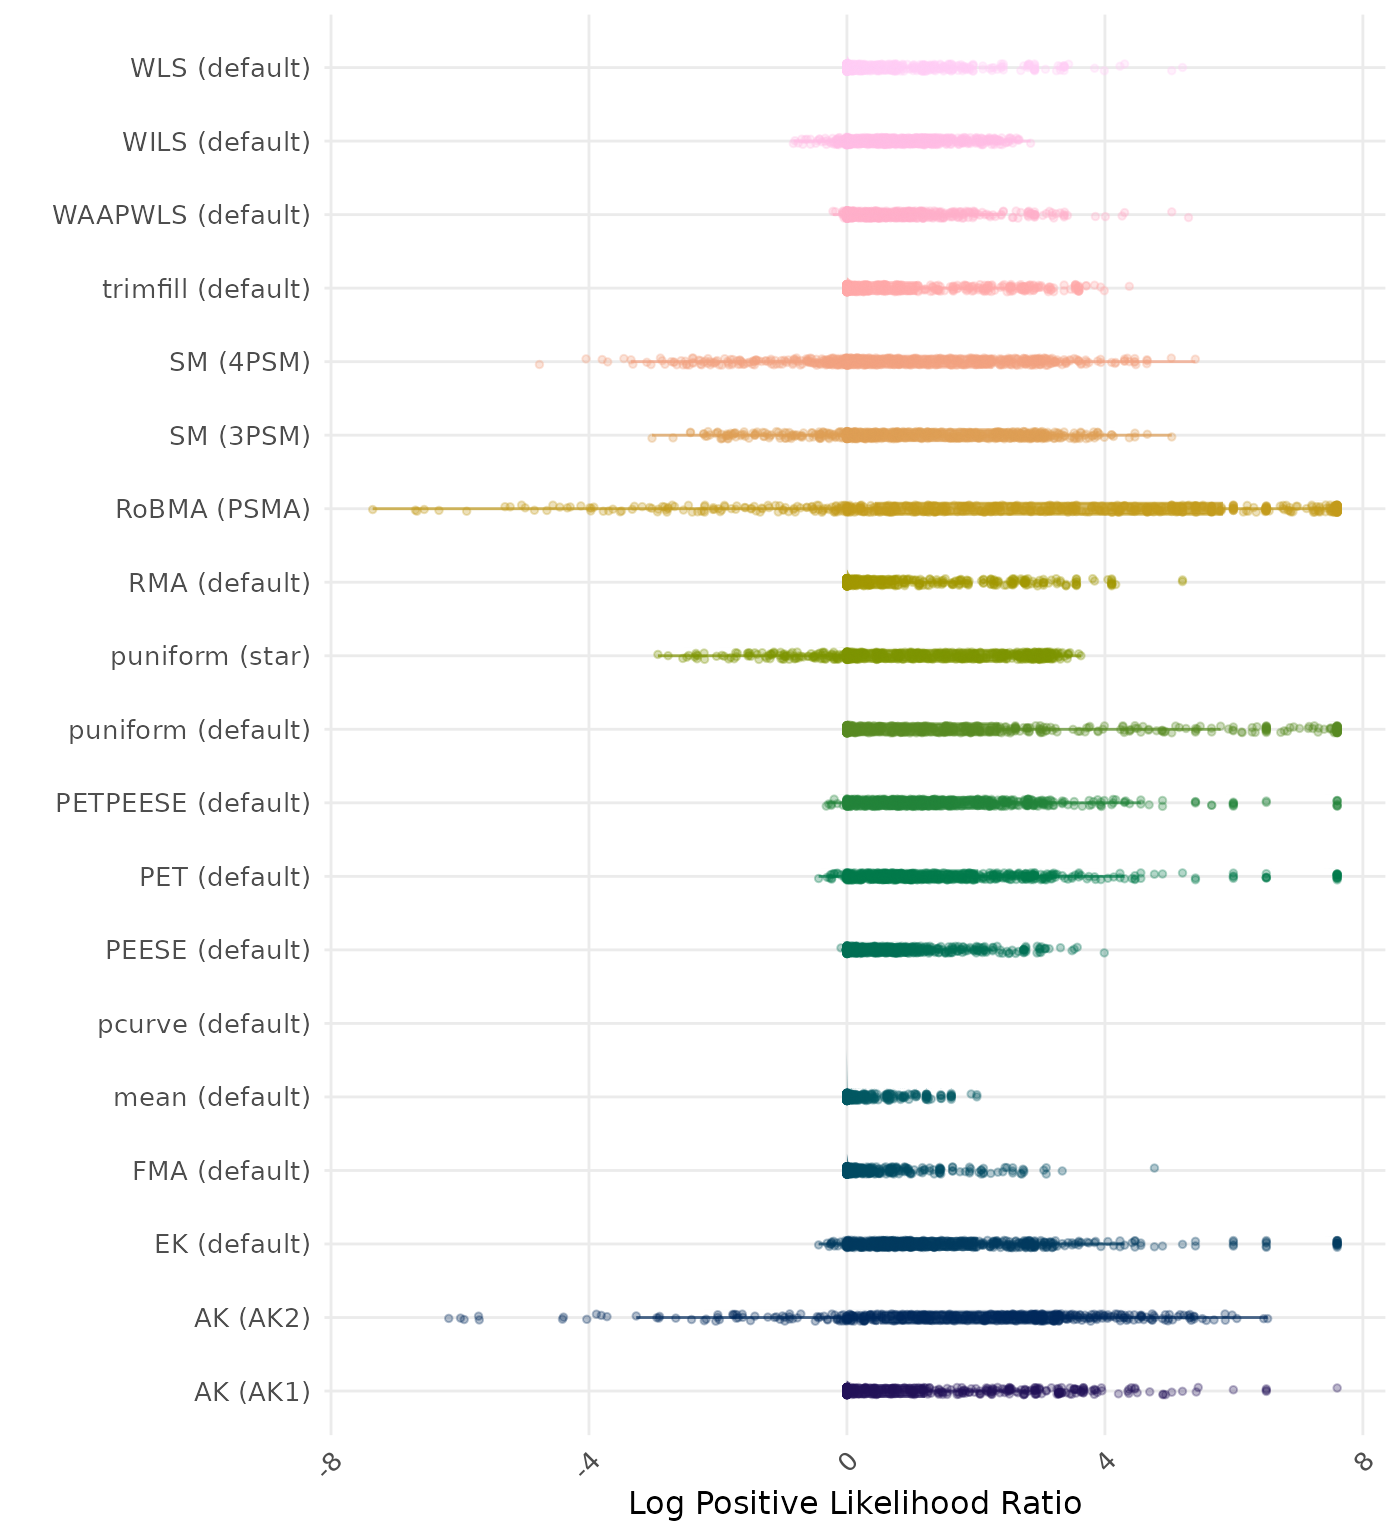 WLS (default)
WILS (default)
WAAPWLS (default)
trimfill (default)
SM (4PSM)
SM (3PSM)
RoBMA (PSMA)
RMA (default)
puniform (star)
puniform (default)
PETPEESE (default)
PET (default)
PEESE (default)
pcurve (default)
mean (default)
FMA (default)
EK (default)
AK (AK2)
AK (AK1)
-8 -4 0 4 8
Log Positive Likelihood Ratio